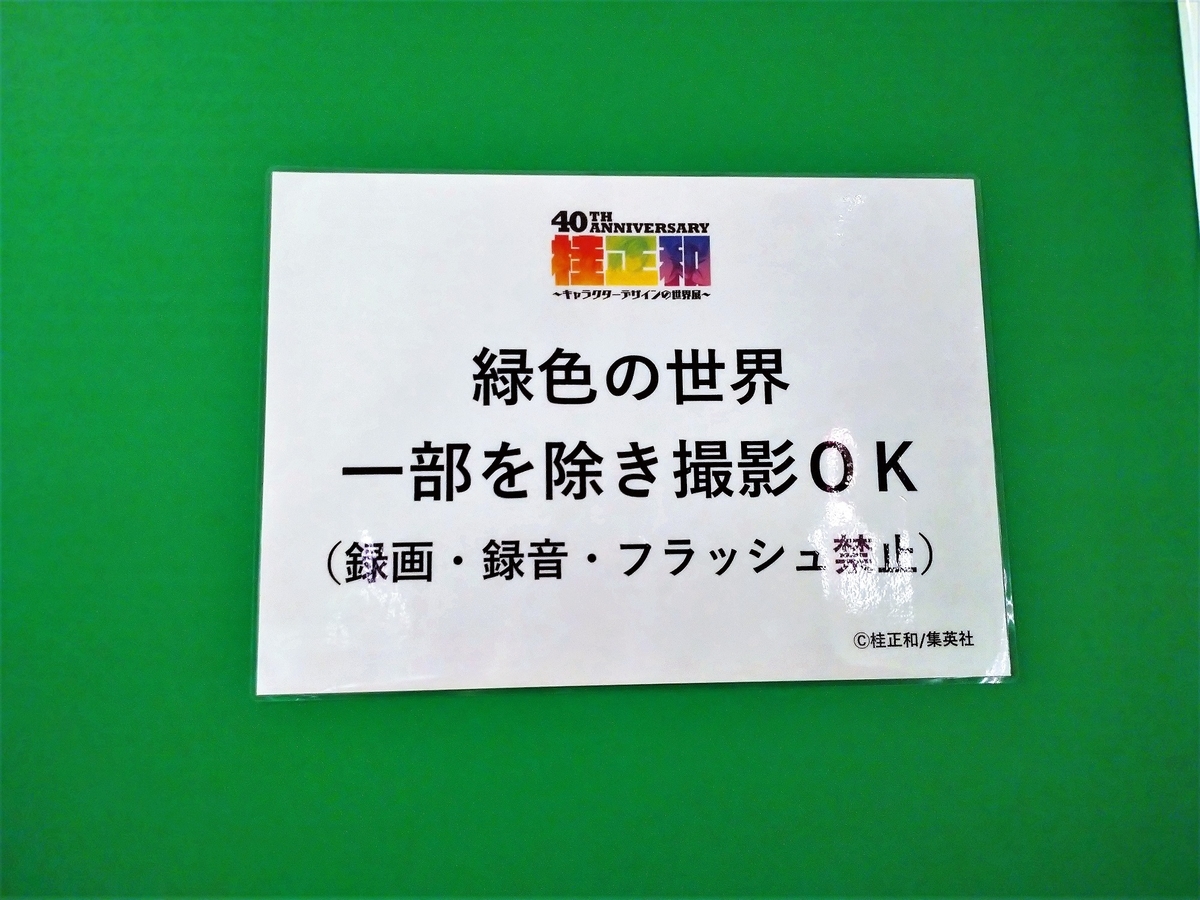 40TH ANNIVERSARY
桂正和
~キャラクターデザインの世界展~
緑色の世界
一部を除き撮影OK
(録画・録音・フラッシュ禁止)
©桂正和/集英社